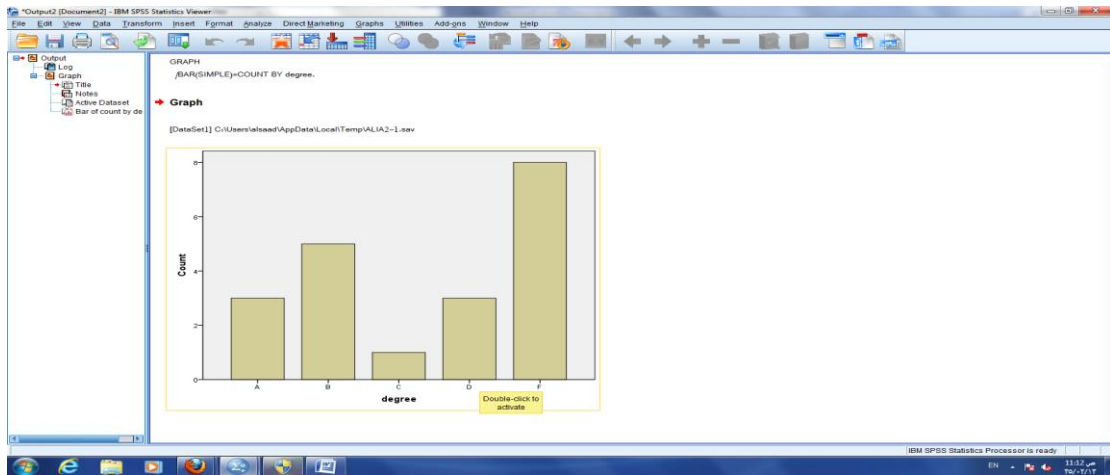 *Output2 [Document2] - IBM SPSS Statistics Viewer
File Edit View Data Transform Insert Format Analyze Direct Marketing Graphs Utilities Add-ons Window Help
Output
Log
Graph
Title
Notes
Active Dataset
Bar of count by de
GRAPH
/BAR(SIMPLE)=COUNT BY degree.
Graph
[DataSet1] C:\Users\alsaad\AppData\Local\Temp\ALIA2~1.sav
8
6
Count
4
2
0
A B C D F
degree
Double-click to
activate
IBM SPSS Statistics Processor is ready
EN
11:12 ص